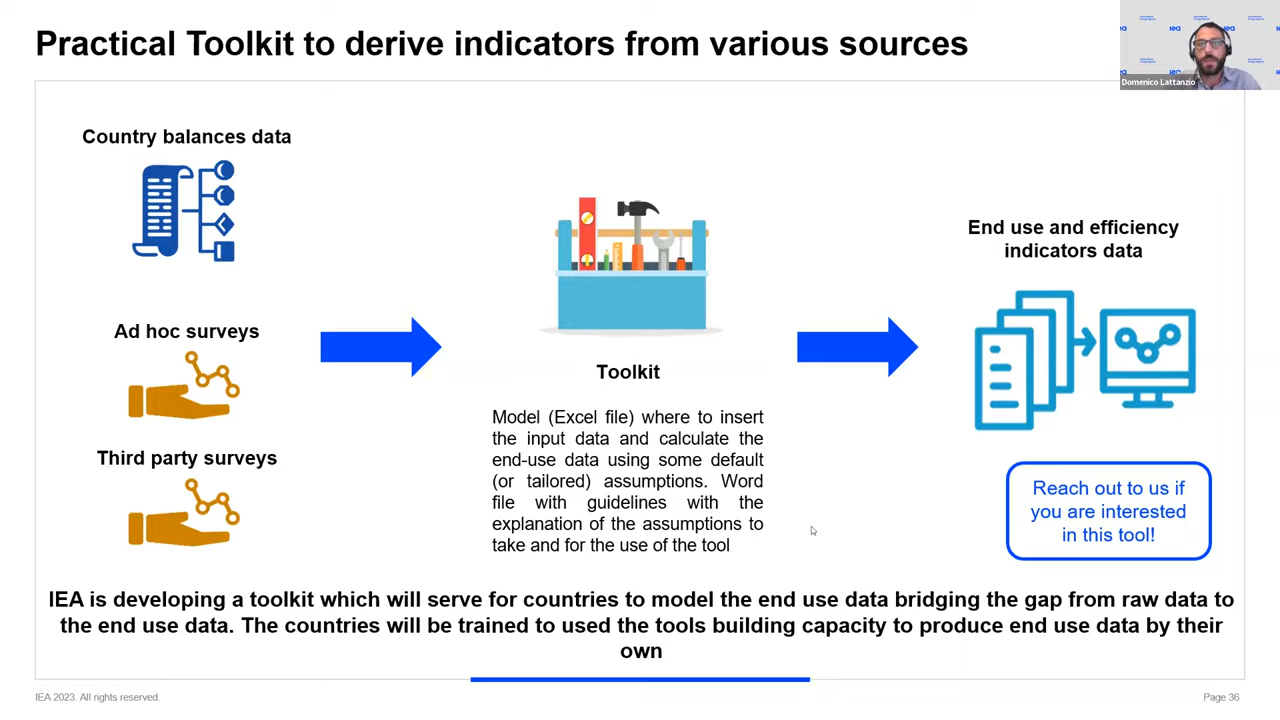 Practical Toolkit to derive indicators from various sources
iea
Domenico Lattanzio
Country balances data
Ad hoc surveys
Third party surveys
Toolkit
Model (Excel file) where to insert
the input data and calculate the
end-use data using some default
(or tailored) assumptions. Word
file with guidelines with the
explanation of the assumptions to
take and for the use of the tool
End use and efficiency
indicators data
Reach out to us if
you are interested
in this tool!
IEA is developing a toolkit which will serve for countries to model the end use data bridging the gap from raw data to
the end use data. The countries will be trained to used the tools building capacity to produce end use data by their
own
IEA 2023. All rights reserved.
Page 36